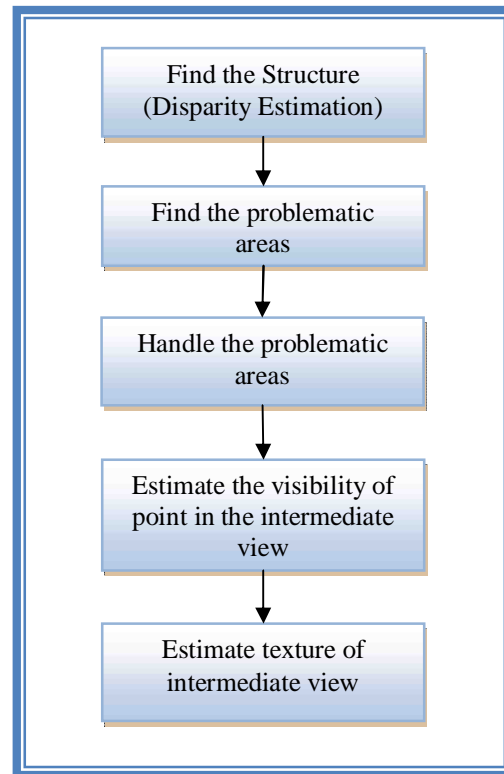 Find the Structure
(Disparity Estimation)
Find the problematic
areas
Handle the problematic
areas
Estimate the visibility of
point in the intermediate
view
Estimate texture of
intermediate view